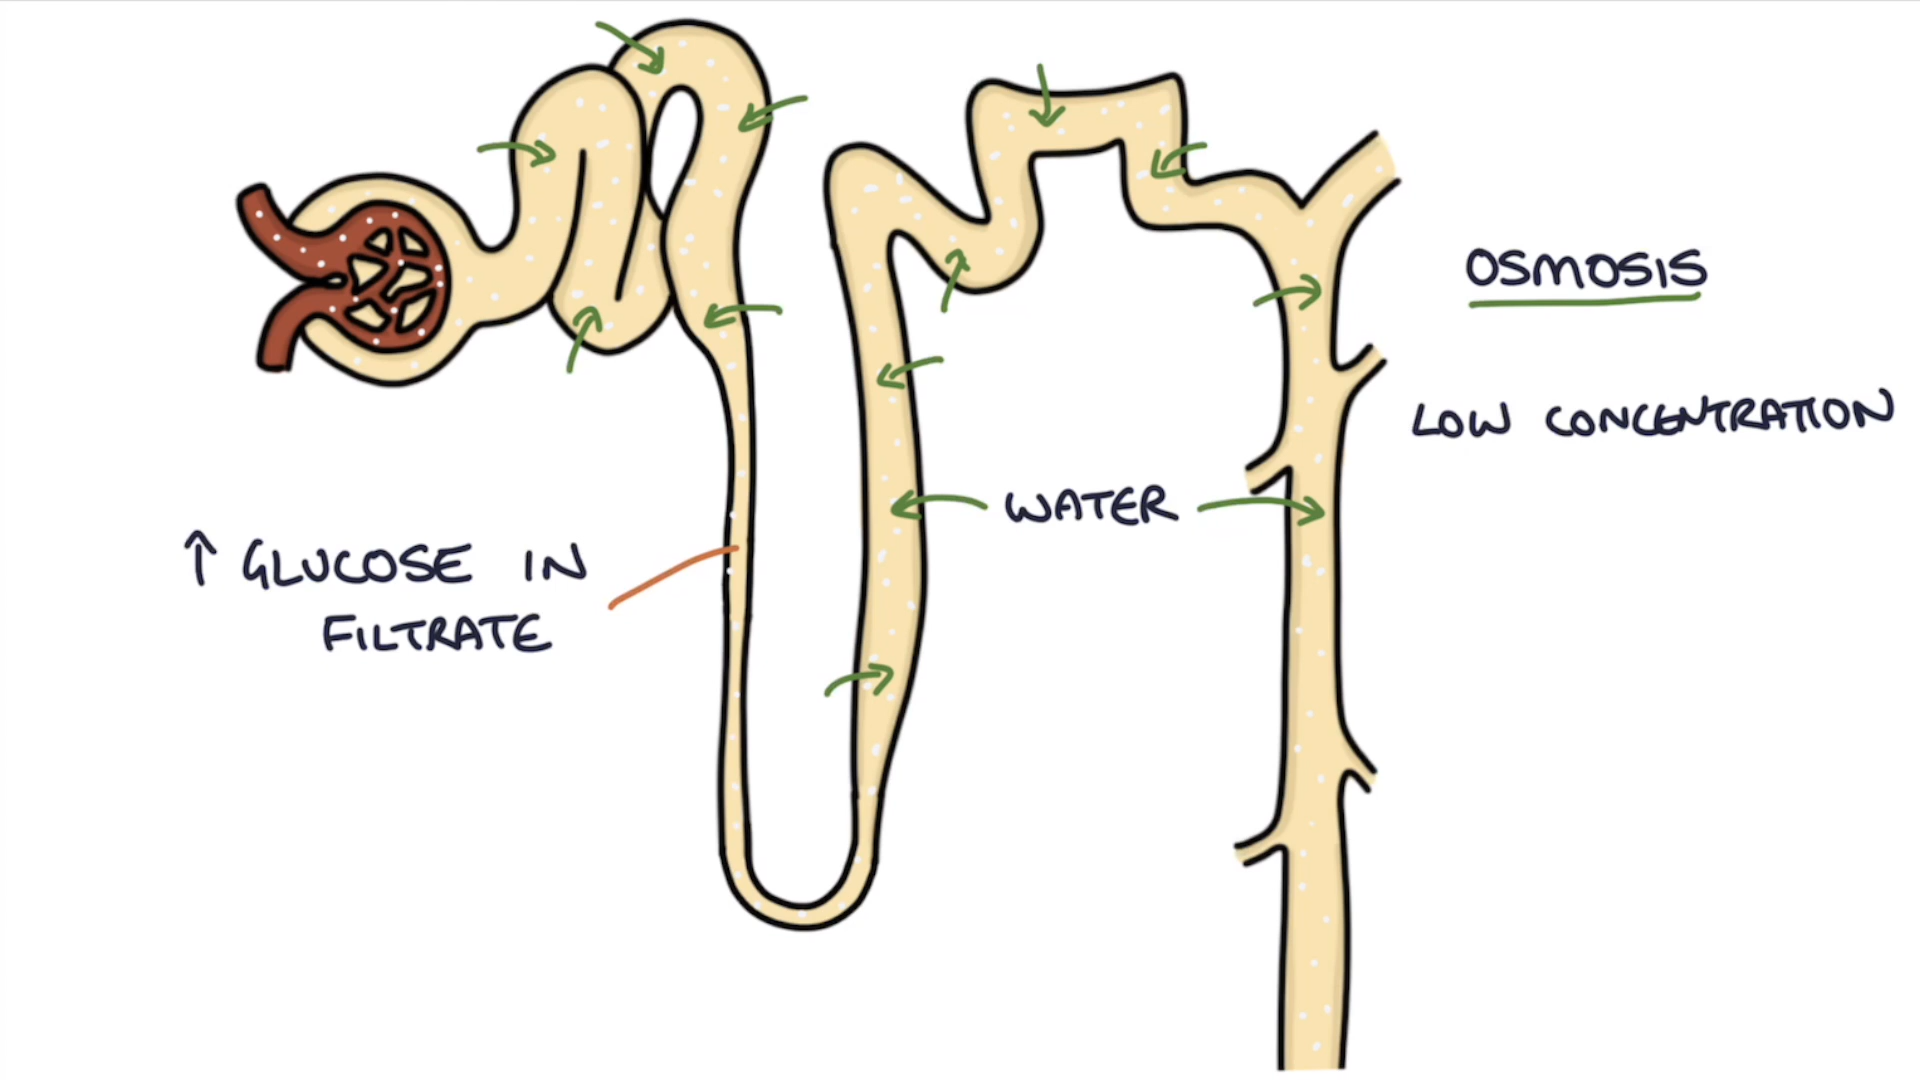 OSMOSIS
LOW CONCENTRATION
WATER
↑ GLUCOSE IN
FILTRATE